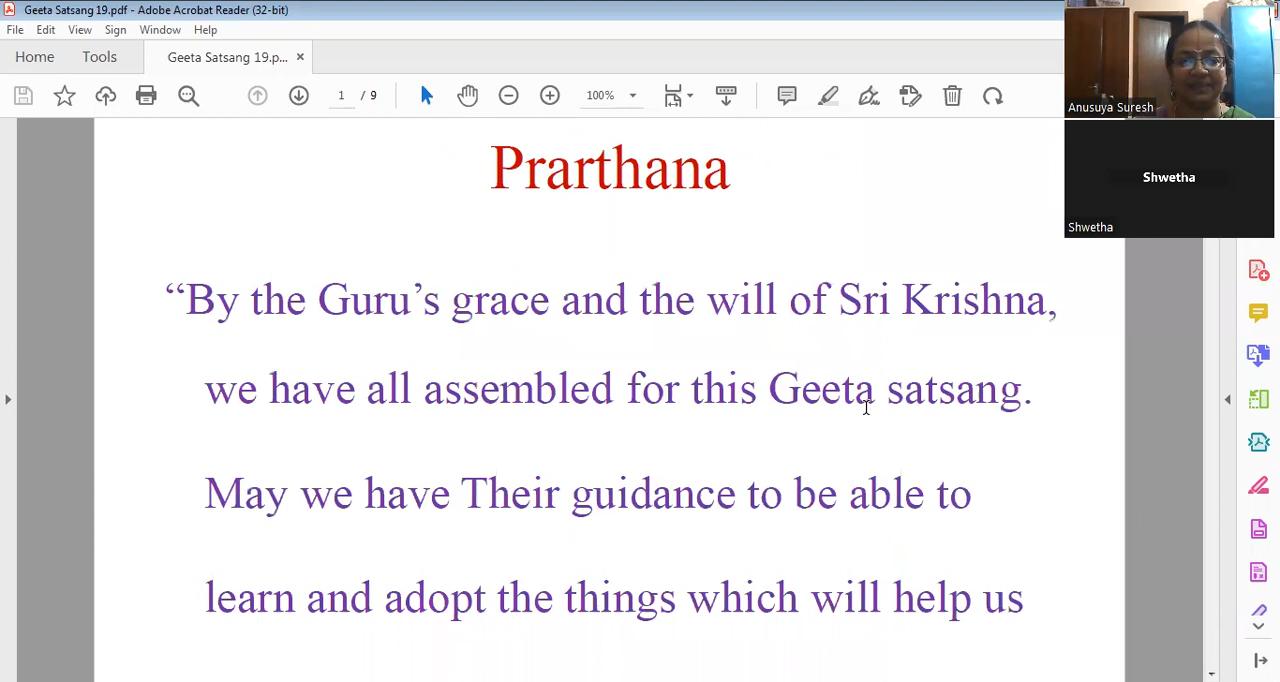 Geeta Satsang 19.pdf - Adobe Acrobat Reader (32-bit)
File Edit View Sign Window Help
Home Tools Geeta Satsang 19.p... ×
1 / 9 100%
Anusuya Suresh
Shwetha
Shwetha
Prarthana
“By the Guru’s grace and the will of Sri Krishna,
we have all assembled for this Geeta satsang.
May we have Their guidance to be able to
learn and adopt the things which will help us